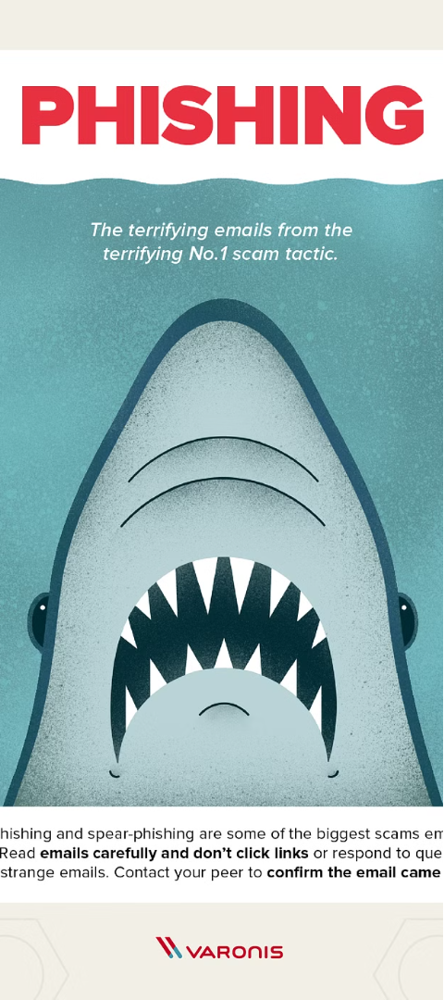 PHISHING
The terrifying emails from the
terrifying No.1 scam tactic.
hishing and spear-phishing are some of the biggest scams em
Read emails carefully and don't click links or respond to que
strange emails. Contact your peer to confirm the email came
VARONIS